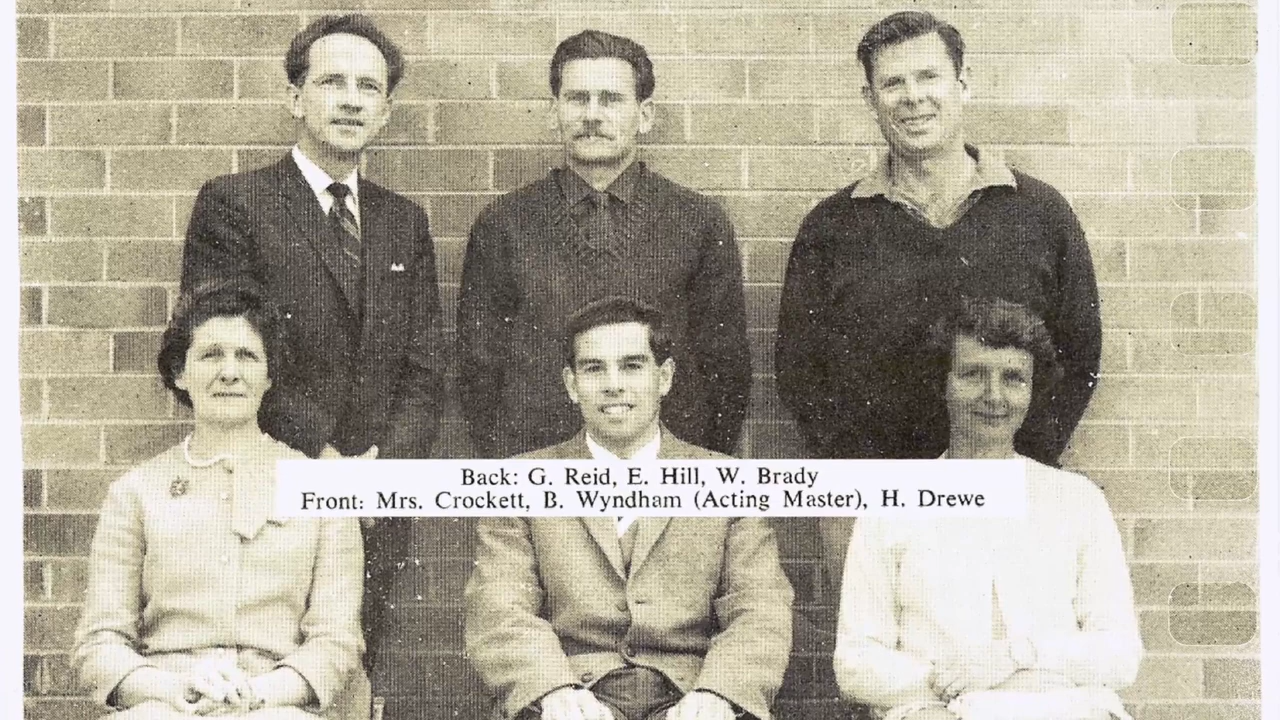 Back: G. Reid, E. Hill, W. Brady
Front: Mrs. Crockett, B. Wyndham (Acting Master), H. Drewe